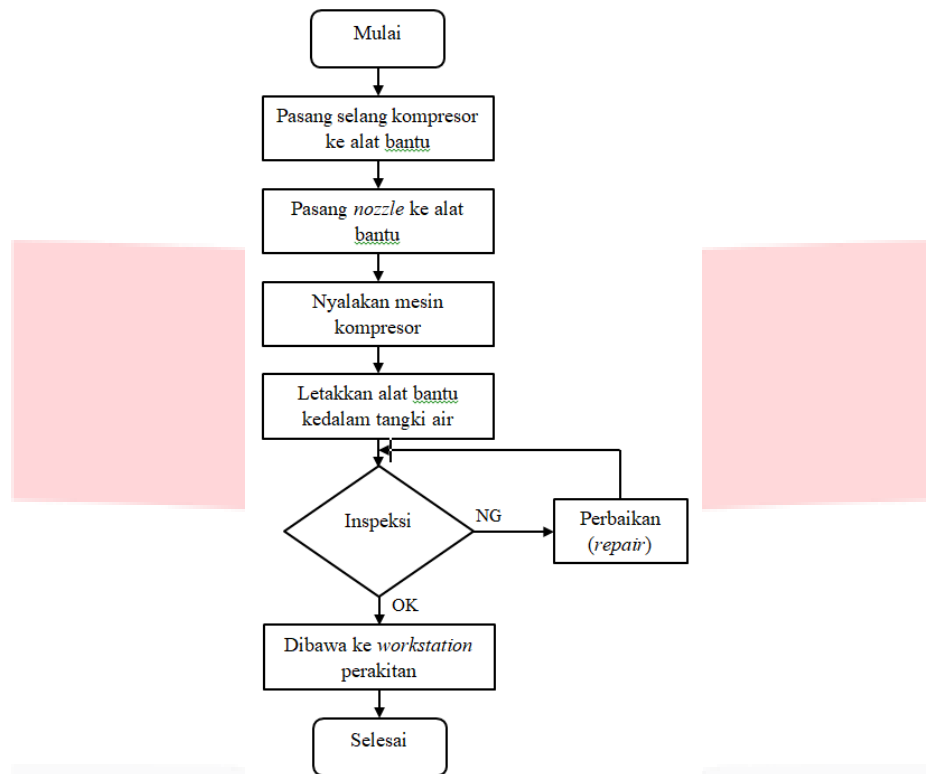 Mulai
Pasang selang kompresor
ke alat bantu
Pasang nozzle ke alat
bantu
Nyalakan mesin
kompresor
Letakkan alat bantu
kedalam tangki air
Inspeksi
NG
Perbaikan
(repair)
OK
Dibawa ke workstation
perakitan
Selesai